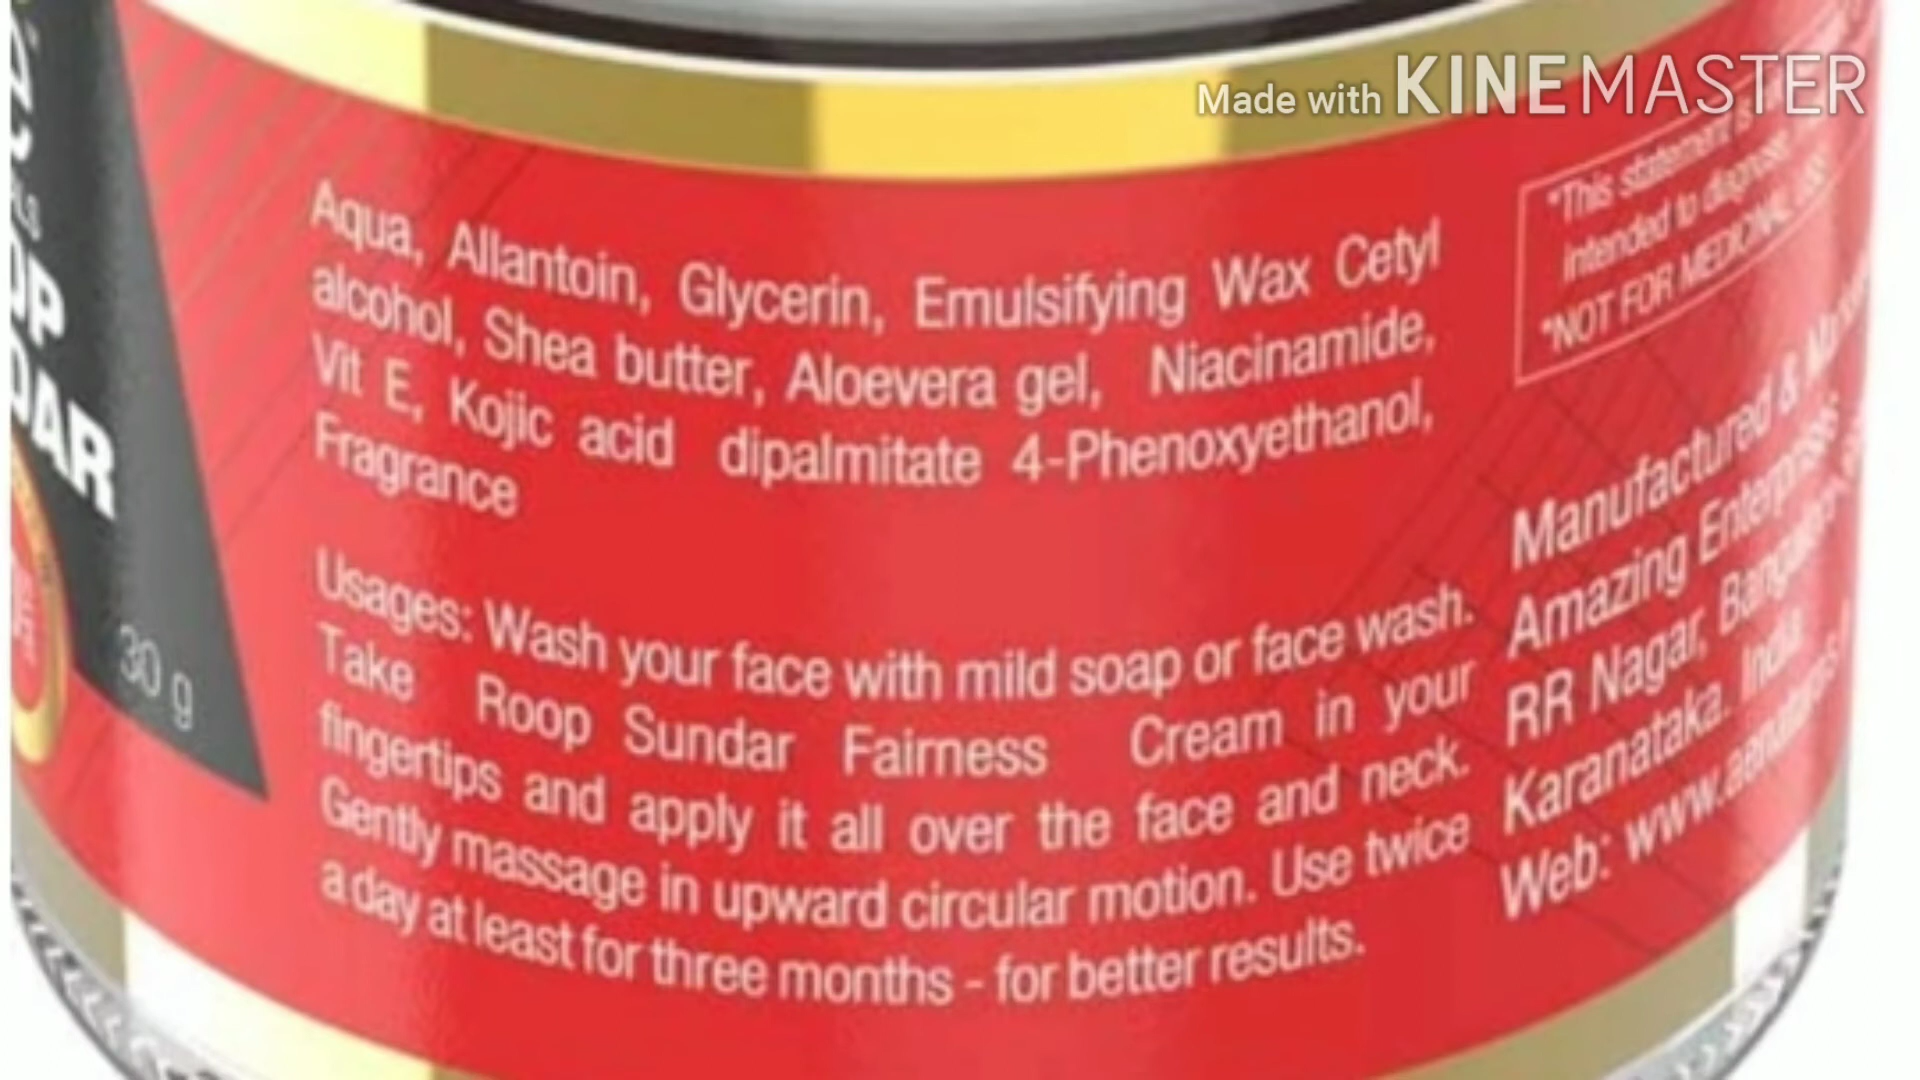 Made with KINEMASTER
OP
DAR
30 g
Aqua, Allantoin, Glycerin, Emulsifying Wax Cetyl
alcohol, Shea butter, Aloevera gel, Niacinamide,
Vit E, Kojic acid dipalmitate 4-Phenoxyethanol,
Fragrance
Usages: Wash your face with mild soap or face wash.
Take Roop Sundar Fairness Cream in your
fingertips and apply it all over the face and neck.
Gently massage in upward circular motion. Use twice
a day at least for three months - for better results.
*This statement is
intended to diagnose,
*NOT FOR MEDICINAL USE
Manufactured &
Amazing Enterprises
RR Nagar,
Karanataka. India
Web: